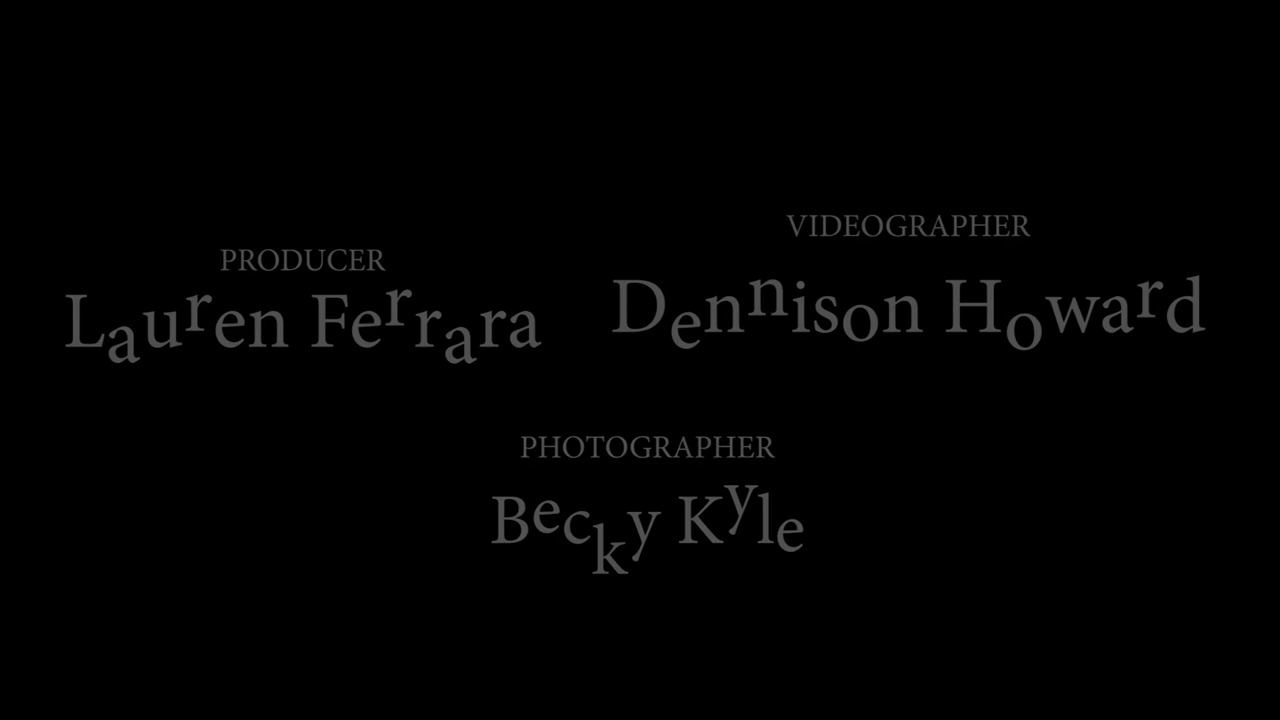 PRODUCER
Lauren Ferrara
VIDEOGRAPHER
Dennison Howard
PHOTOGRAPHER
Becky Kyle